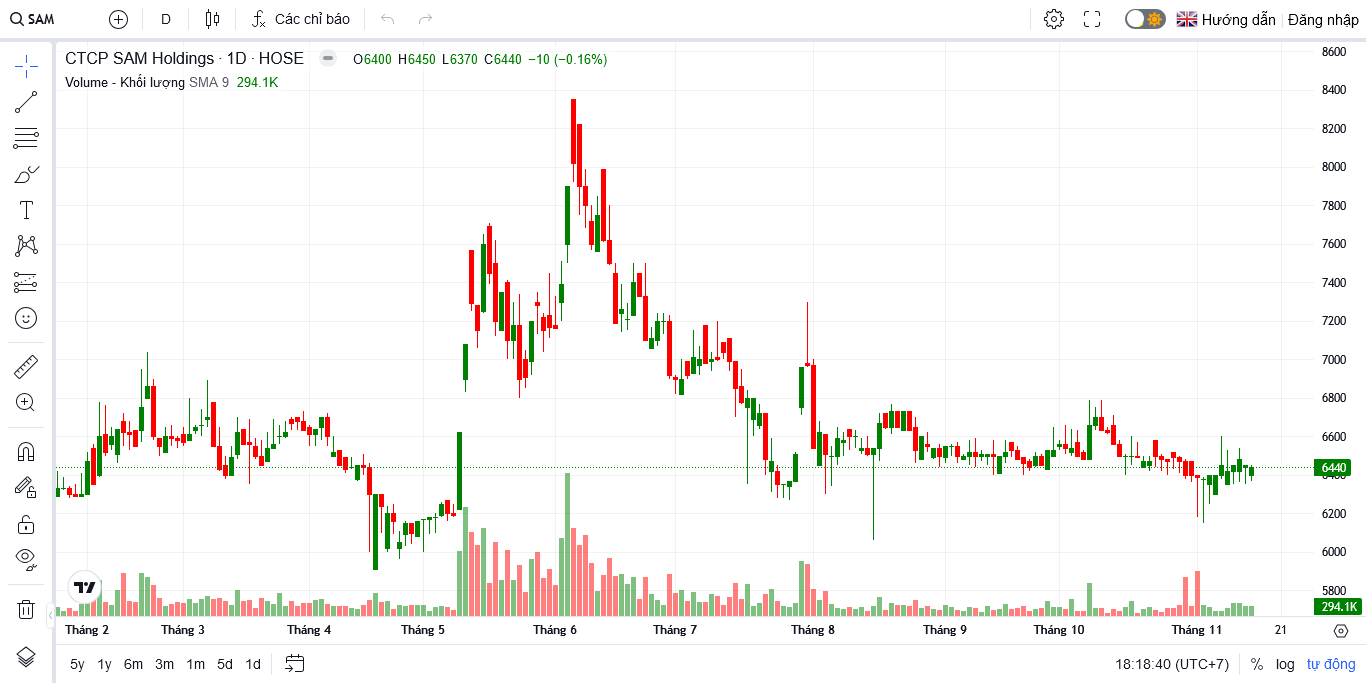 SAM D Các chỉ báo Hướng dẫn Đăng nhập
CTCP SAM Holdings · 1D · HOSE O6400 H6450 L6370 C6440 −10 (−0.16%)
Volume - Khối lượng SMA 9 294.1K
8600
8400
8200
8000
7800
7600
7400
7200
7000
6800
6600
6440
6400
6200
6000
5800
294.1K
Tháng 2 Tháng 3 Tháng 4 Tháng 5 Tháng 6 Tháng 7 Tháng 8 Tháng 9 Tháng 10 Tháng 11 21
5y 1y 6m 3m 1m 5d 1d 18:18:40 (UTC+7) % log tự động